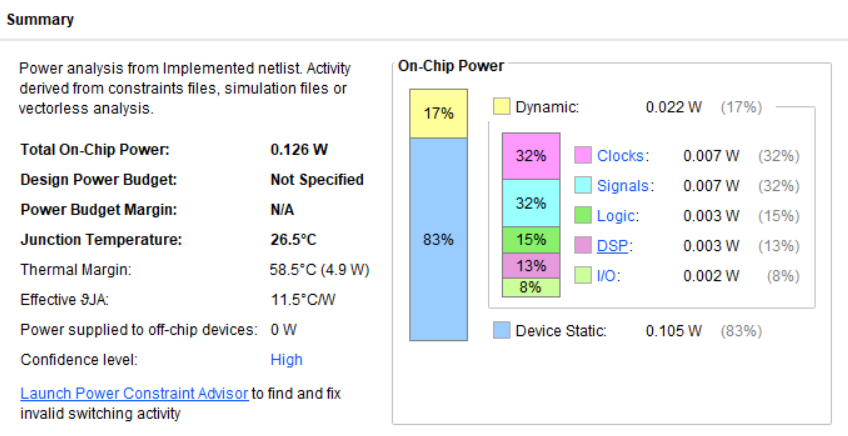 Summary
Power analysis from Implemented netlist. Activity
derived from constraints files, simulation files or
vectorless analysis.
Total On-Chip Power: 0.126 W
Design Power Budget: Not Specified
Power Budget Margin: N/A
Junction Temperature: 26.5°C
Thermal Margin: 58.5°C (4.9 W)
Effective ϑJA: 11.5°C/W
Power supplied to off-chip devices: 0 W
Confidence level: High
Launch Power Constraint Advisor to find and fix
invalid switching activity
On-Chip Power
17%
83%
Dynamic: 0.022 W (17%)
32%
32%
15%
13%
8%
Clocks: 0.007 W (32%)
Signals: 0.007 W (32%)
Logic: 0.003 W (15%)
DSP: 0.003 W (13%)
I/O: 0.002 W (8%)
Device Static: 0.105 W (83%)